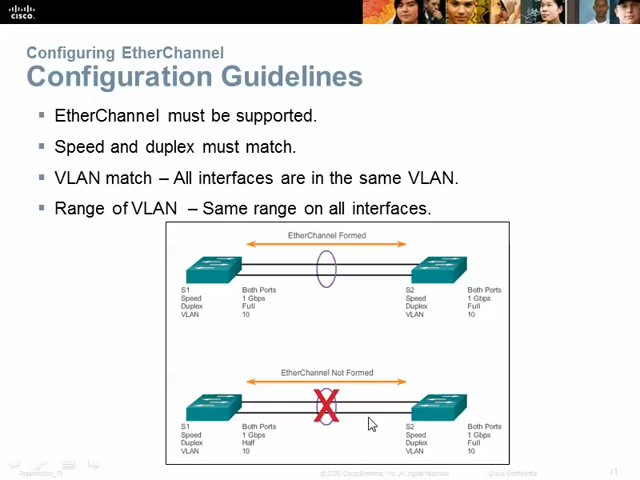 CISCO.
Configuring EtherChannel
Configuration Guidelines
EtherChannel must be supported.
Speed and duplex must match.
VLAN match – All interfaces are in the same VLAN.
Range of VLAN – Same range on all interfaces.
EtherChannel Formed
S1 Both Ports S2 Both Ports
Speed 1 Gbps Speed 1 Gbps
Duplex Full Duplex Full
VLAN 10 VLAN 10
EtherChannel Not Formed
S1 Both Ports S2 Both Ports
Speed 1 Gbps Speed 1 Gbps
Duplex Half Duplex Full
VLAN 10 VLAN 10
Presentation_ID © 2008 Cisco Systems, Inc. All rights reserved. Cisco Confidential 11